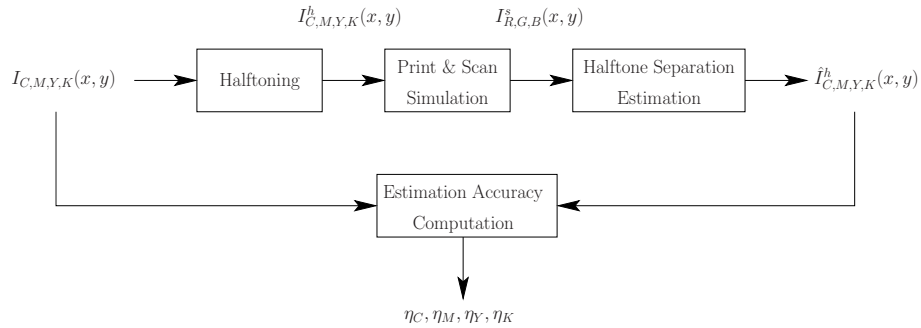 I^h_{C,M,Y,K}(x, y)
I^s_{R,G,B}(x, y)
I_{C,M,Y,K}(x, y)
Halftoning
Print & Scan
Simulation
Halftone Separation
Estimation
Î^h_{C,M,Y,K}(x, y)
Estimation Accuracy
Computation
η_C, η_M, η_Y, η_K